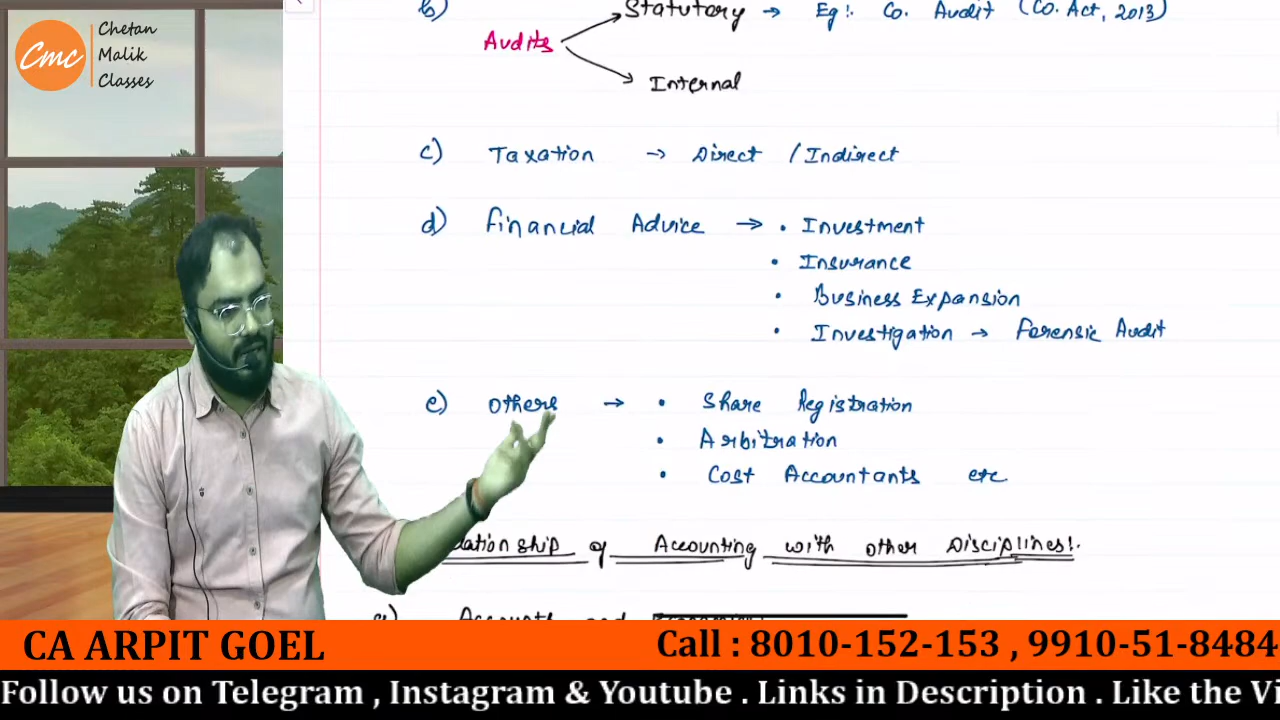 Cmc
Chetan
Malik
Classes
b)
Statutory → Eg:. Co. Audit (Co. Act, 2013)
Audits
Internal
c) Taxation → Direct / Indirect
d) Financial Advice → • Investment
• Insurance
• Business Expansion
• Investigation → Forensic Audit
e) Others → • Share Registration
• Arbitration
• Cost Accountants etc
of Accounting with other Disciplines:.
a) Accounts and
CA ARPIT GOEL
Call : 8010-152-153 , 9910-51-8484
Follow us on Telegram , Instagram & Youtube . Links in Description . Like the Vi